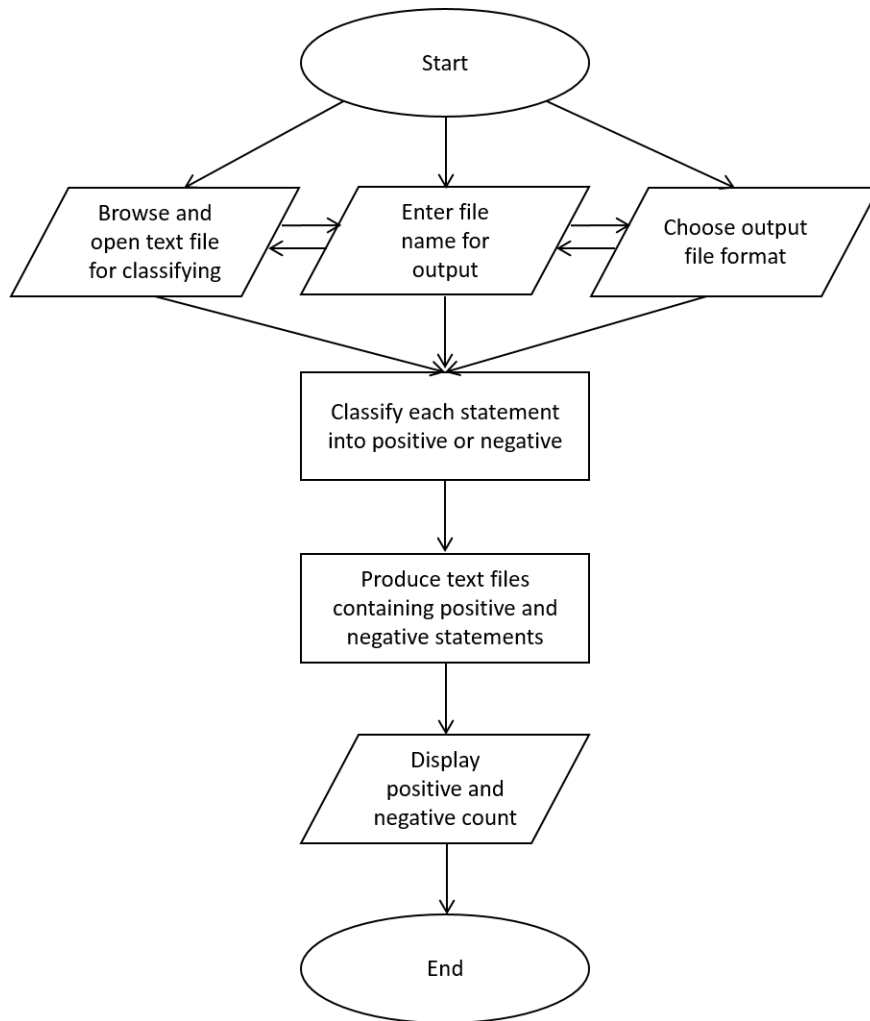 Start
Browse and
open text file
for classifying
Enter file
name for
output
Choose output
file format
Classify each statement
into positive or negative
Produce text files
containing positive and
negative statements
Display
positive and
negative count
End